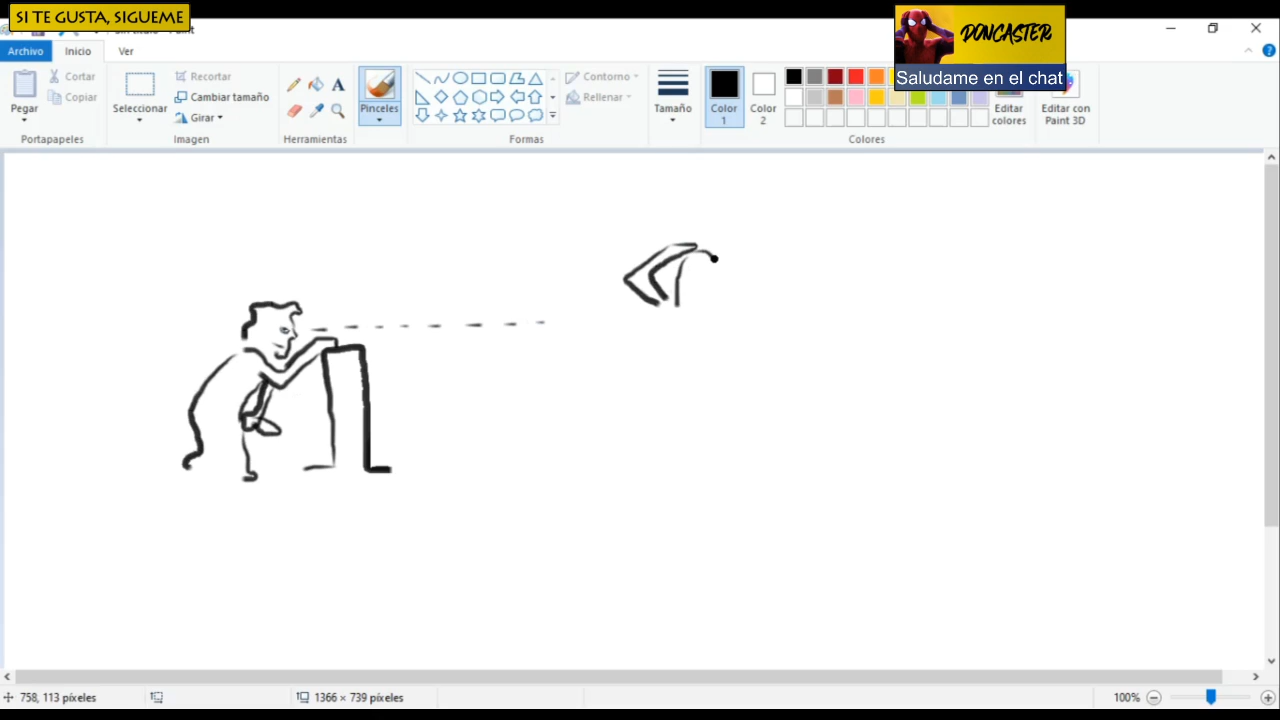 SI TE GUSTA, SIGUEME
DONCASTER
Saludame en el chat
Archivo
Inicio
Ver
Pegar
Cortar
Copiar
Portapapeles
Seleccionar
Recortar
Cambiar tamaño
Girar
Imagen
Herramientas
Pinceles
Formas
Contorno
Rellenar
Tamaño
Color 1
Color 2
Editar colores
Editar con Paint 3D
Colores
758, 113 píxeles
1366 × 739 píxeles
100%